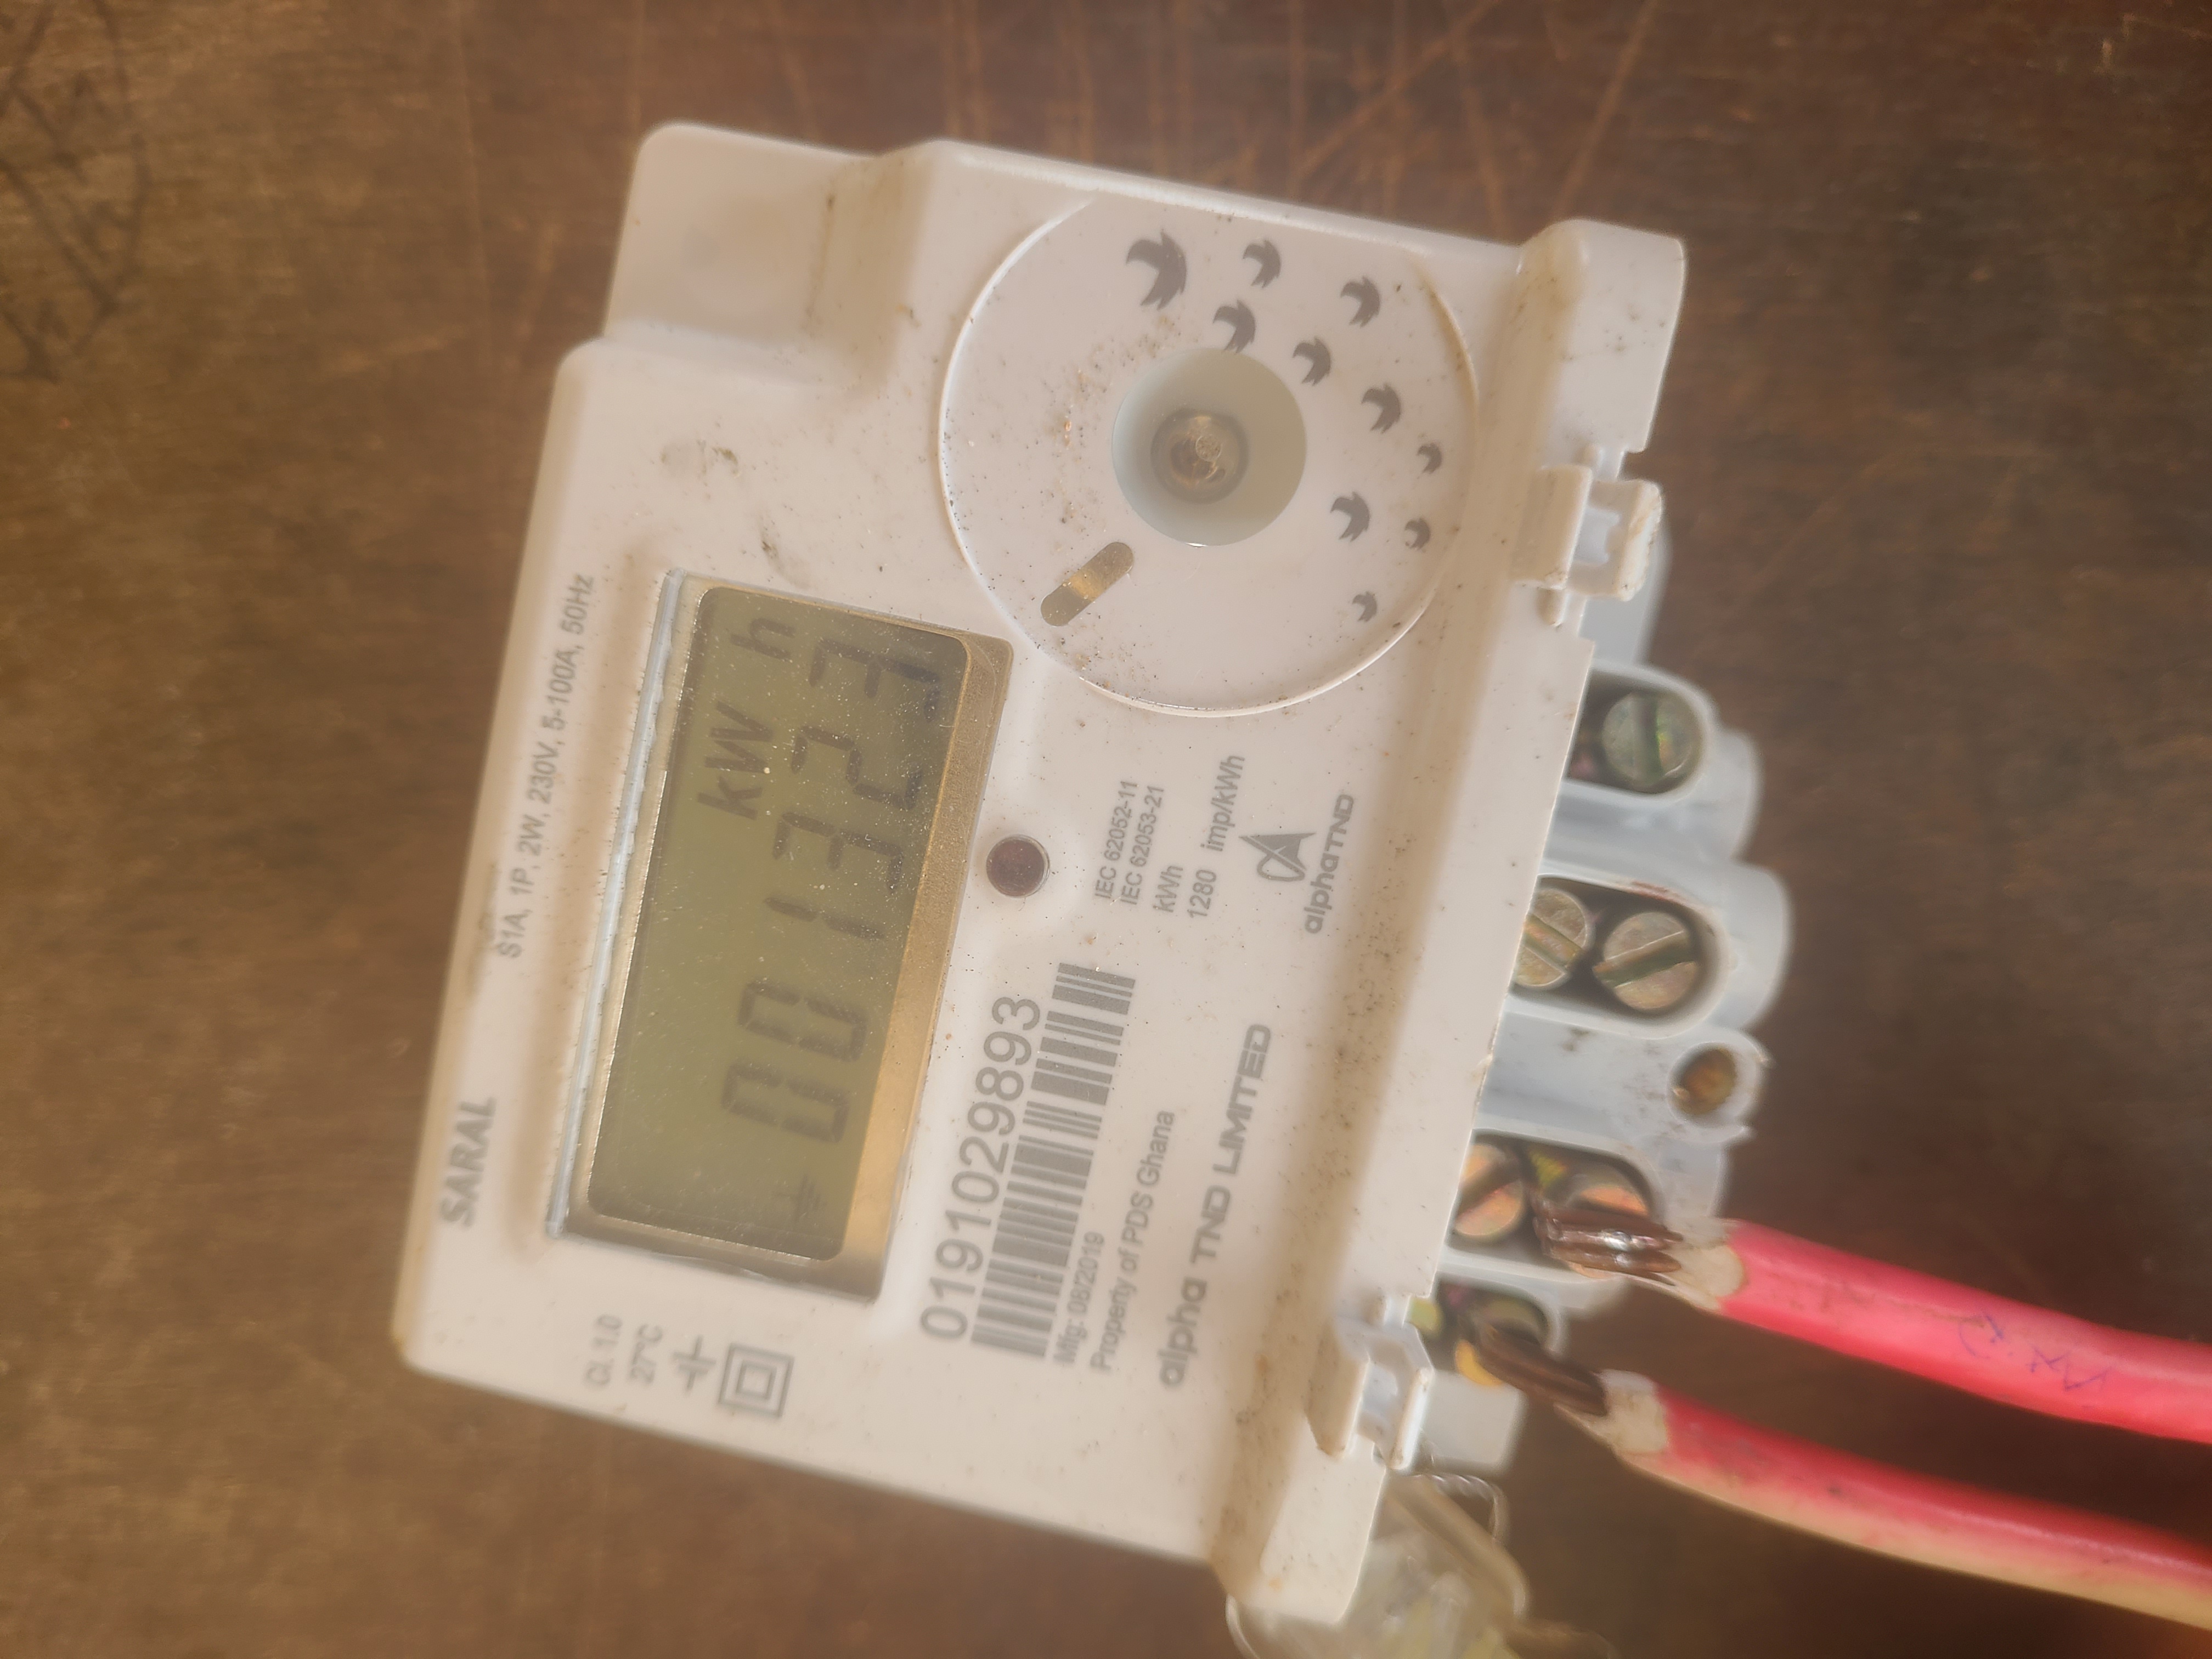 SARAL
S1A, 1P, 2W, 230V, 5-100A, 50Hz
Cl. 1.0
27°C
kW h
001323
0191029893
Mfg: 06/2019
Property of PDS Ghana
alpha TND LIMITED
IEC 62052-11
IEC 62053-21
kWh
1280 imp/kWh
alphaTND